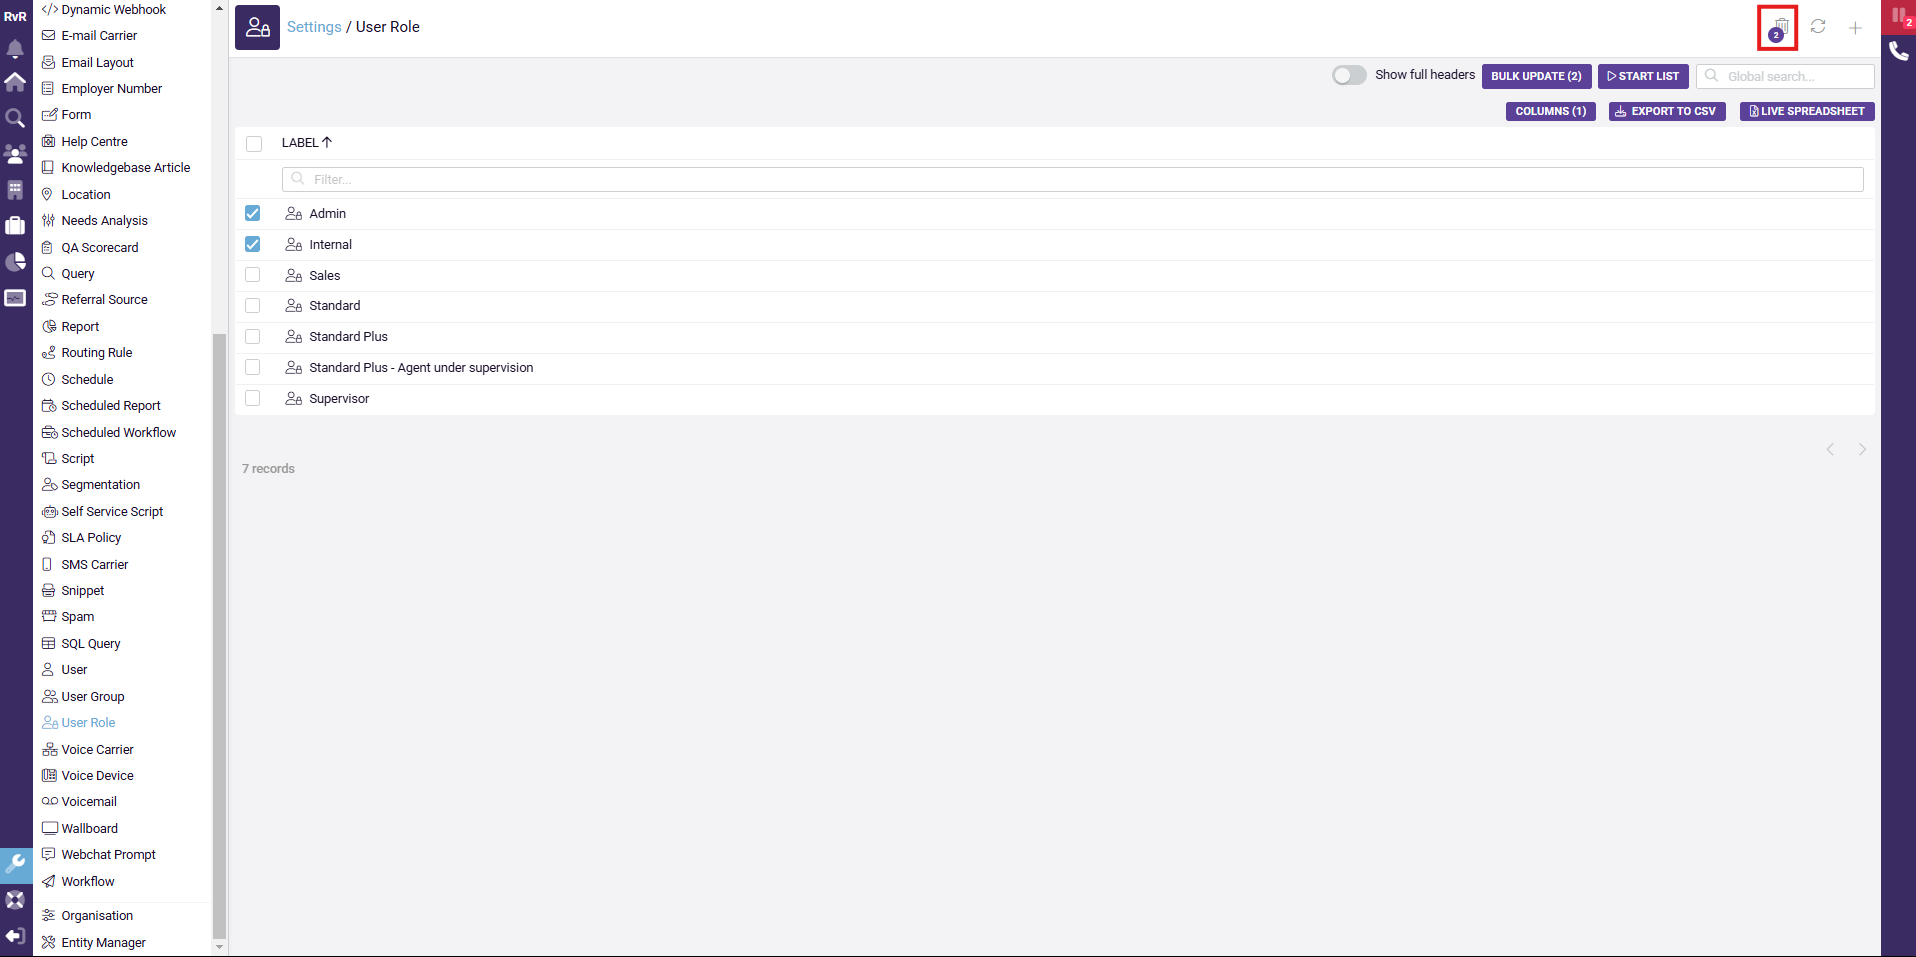 RvR
Dynamic Webhook
E-mail Carrier
Email Layout
Employer Number
Form
Help Centre
Knowledgebase Article
Location
Needs Analysis
QA Scorecard
Query
Referral Source
Report
Routing Rule
Schedule
Scheduled Report
Scheduled Workflow
Script
Segmentation
Self Service Script
SLA Policy
SMS Carrier
Snippet
Spam
SQL Query
User
User Group
User Role
Voice Carrier
Voice Device
Voicemail
Wallboard
Webchat Prompt
Workflow
Organisation
Entity Manager
Settings / User Role
2
2
Show full headers
BULK UPDATE (2)
START LIST
Global search...
COLUMNS (1)
EXPORT TO CSV
LIVE SPREADSHEET
LABEL
Filter...
Admin
Internal
Sales
Standard
Standard Plus
Standard Plus - Agent under supervision
Supervisor
7 records